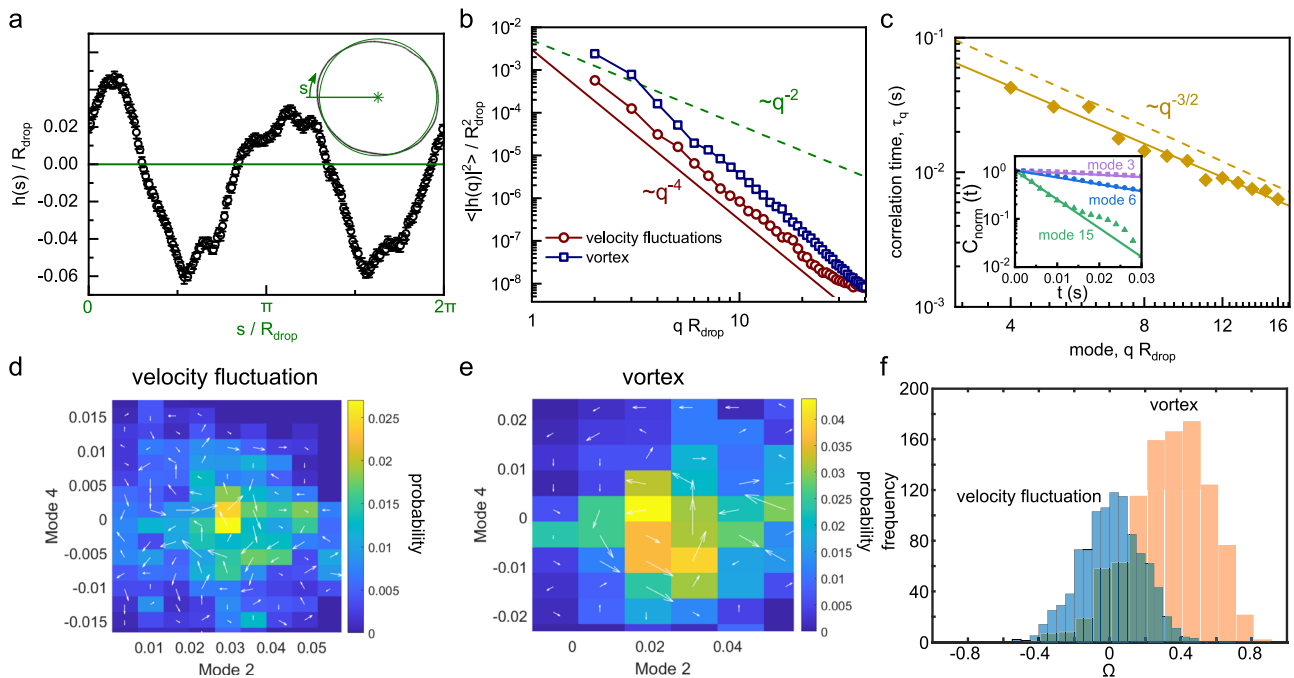 a
h(s) / R_drop
0.02
0.00
-0.02
-0.04
-0.06
0
π
2π
s / R_drop
s
b
<|h(q)|²> / R²_drop
10⁻²
10⁻³
10⁻⁴
10⁻⁵
10⁻⁶
10⁻⁷
10⁻⁸
~q⁻²
~q⁻⁴
velocity fluctuations
vortex
1
10
q R_drop
c
correlation time, τ_q (s)
10⁻¹
10⁻²
10⁻³
~q⁻³ᐟ²
C_norm (t)
10⁰
10⁻¹
10⁻²
mode 3
mode 6
mode 15
0.00
0.01
0.02
0.03
t (s)
4
8
12
16
mode, q R_drop
d
velocity fluctuation
Mode 4
0.015
0.01
0.005
0
-0.005
-0.01
-0.015
0.01
0.02
0.03
0.04
0.05
Mode 2
0.025
0.02
0.015
0.01
0.005
0
probability
e
vortex
Mode 4
0.02
0.01
0
-0.01
-0.02
0
0.02
0.04
Mode 2
0.04
0.035
0.03
0.025
0.02
0.015
0.01
0.005
0
probability
f
frequency
200
160
120
80
40
0
vortex
velocity fluctuation
-0.8
-0.4
0
0.4
0.8
Ω